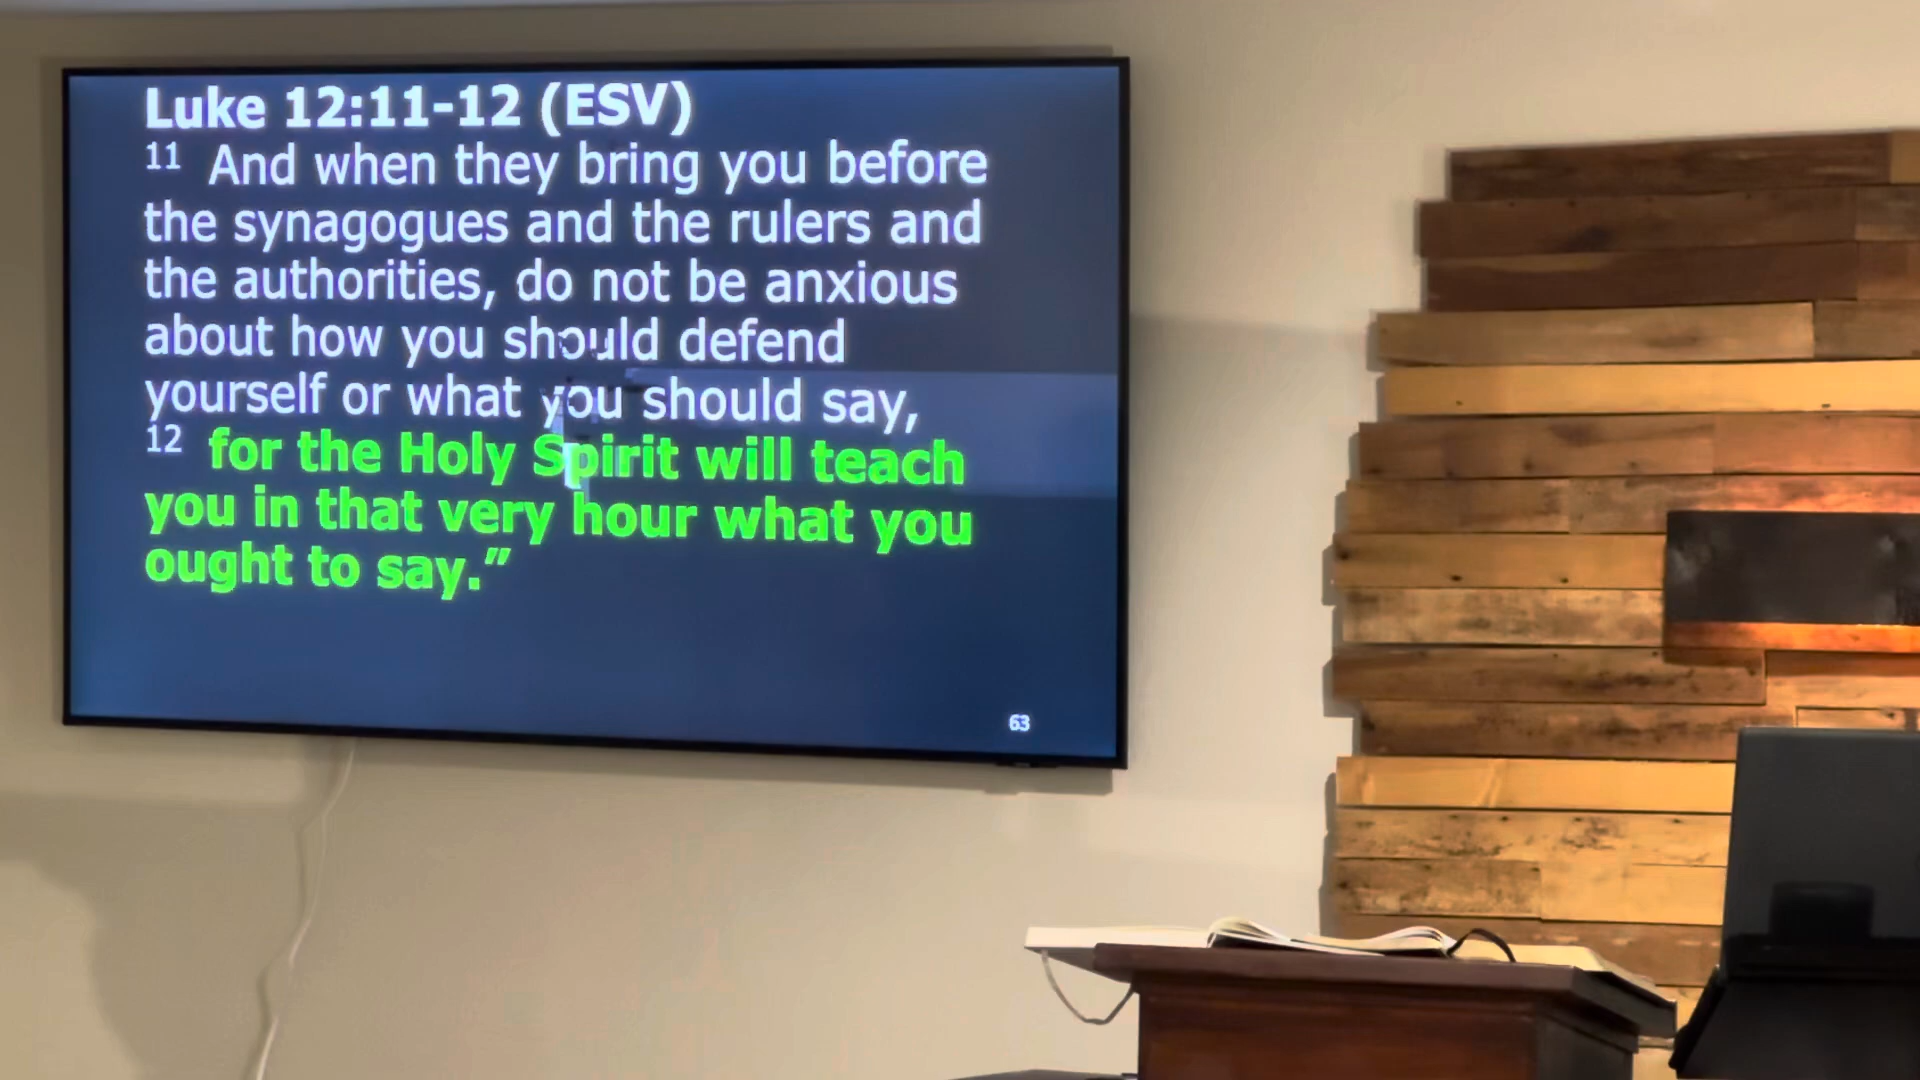 Luke 12:11-12 (ESV)
11 And when they bring you before
the synagogues and the rulers and
the authorities, do not be anxious
about how you should defend
yourself or what you should say,
12 for the Holy Spirit will teach
you in that very hour what you
ought to say.”
63